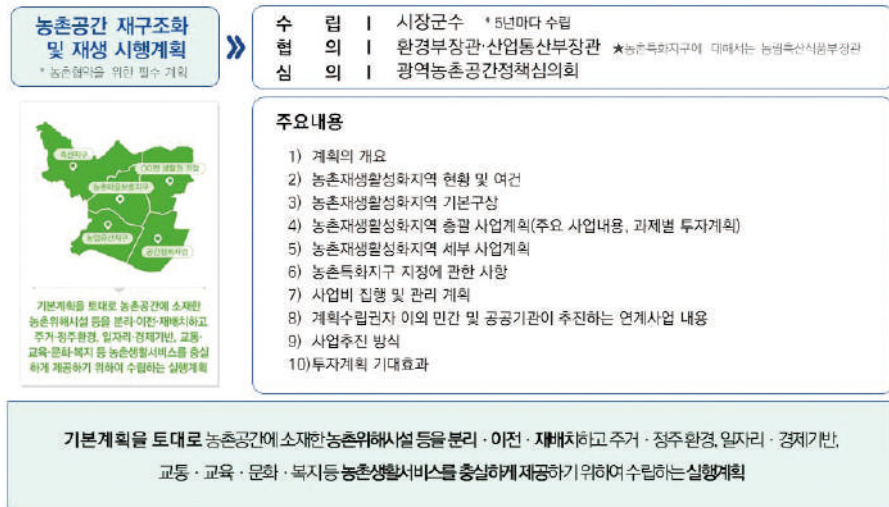 농촌공간 재구조화
및 재생 시행계획
* 농촌협약을 위한 필수 계획
수 립 ㅣ 시장군수 * 5년마다 수립
협 의 ㅣ 환경부장관·산업통산부장관 ★농촌특화지구에 대해서는 농림축산식품부장관
심 의 ㅣ 광역농촌공간정책심의회
축산지구
농촌마을보호지구
농업유산지구
공간정비사업
기본계획을 토대로 농촌공간에 소재한
농촌위해시설 등을 분리·이전·재배치하고
주거·정주환경, 일자리·경제기반, 교통·
교육·문화·복지 등 농촌생활서비스를 충실
하게 제공하기 위하여 수립하는 실행계획
주요내용
1) 계획의 개요
2) 농촌재생활성화지역 현황 및 여건
3) 농촌재생활성화지역 기본구상
4) 농촌재생활성화지역 총괄 사업계획(주요 사업내용, 과제별 투자계획)
5) 농촌재생활성화지역 세부 사업계획
6) 농촌특화지구 지정에 관한 사항
7) 사업비 집행 및 관리 계획
8) 계획수립권자 이외 민간 및 공공기관이 추진하는 연계사업 내용
9) 사업추진 방식
10)투자계획 기대효과
기본계획을 토대로 농촌공간에 소재한 농촌위해시설 등을 분리 · 이전 · 재배치하고 주거 · 정주환경, 일자리 · 경제기반,
교통 · 교육 · 문화 · 복지 등 농촌생활서비스를 충실하게 제공하기 위하여 수립하는 실행계획